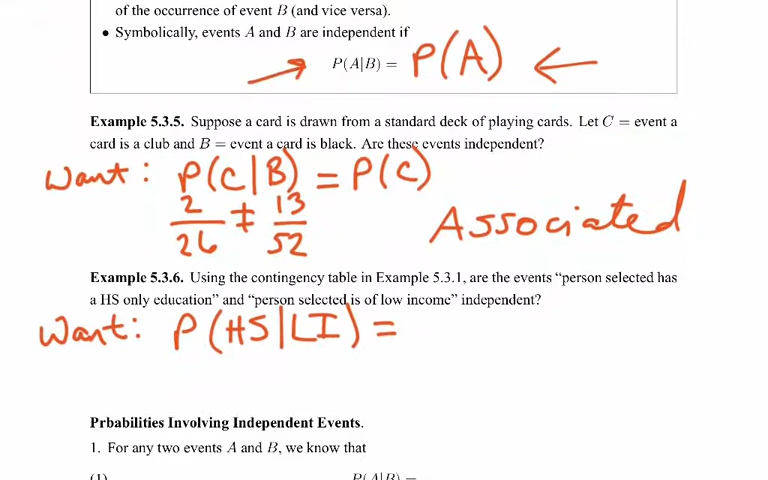 of the occurrence of event B (and vice versa).
• Symbolically, events A and B are independent if
P(A|B) = P(A)
Example 5.3.5. Suppose a card is drawn from a standard deck of playing cards. Let C = event a
card is a club and B = event a card is black. Are these events independent?
Want: P(C|B) = P(C)
2/26 ≠ 13/52
Associated
Example 5.3.6. Using the contingency table in Example 5.3.1, are the events “person selected has
a HS only education” and “person selected is of low income” independent?
Want: P(HS|LI) =
Prbabilities Involving Independent Events.
1. For any two events A and B, we know that
(1) P(A|B) =